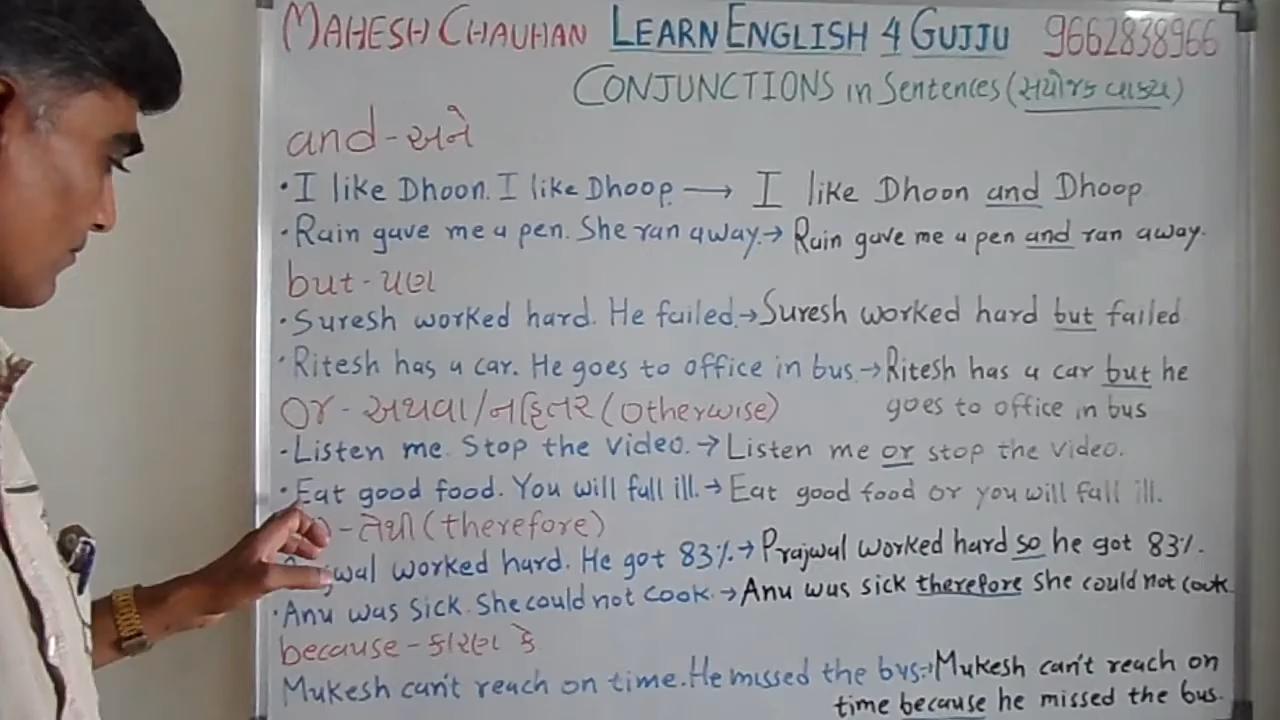 MAHESH CHAUHAN LEARN ENGLISH 4 GUJJU 9662838966
CONJUNCTIONS in Sentences (સંયોજક વાક્ય)
and - અને
• I like Dhoon. I like Dhoop. → I like Dhoon and Dhoop
• Rain gave me a pen. She ran away. → Rain gave me a pen and ran away.
but - પણ
• Suresh worked hard. He failed. → Suresh worked hard but failed
• Ritesh has a car. He goes to office in bus. → Ritesh has a car but he
goes to office in bus
Or - અથવા/નહિતર (Otherwise)
• Listen me. Stop the video. → Listen me or stop the video.
• Eat good food. You will fall ill. → Eat good food or you will fall ill.
- તેથી (therefore)
jwal worked hard. He got 83%. → Prajwal worked hard so he got 83%.
• Anu was sick. She could not cook. → Anu was sick therefore she could not cook.
because - કારણ કે
Mukesh can't reach on time. He missed the bus. → Mukesh can't reach on
time because he missed the bus.